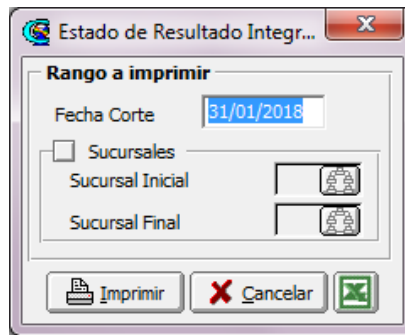 Estado de Resultado Integr...
Rango a imprimir
Fecha Corte 31/01/2018
Sucursales
Sucursal Inicial
Sucursal Final
Imprimir Cancelar